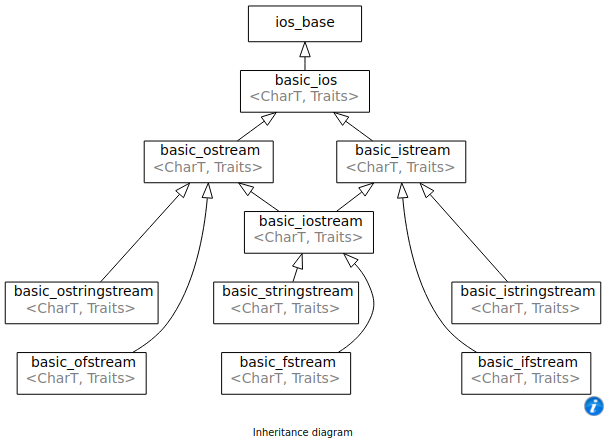 ios_base
basic_ios
<CharT, Traits>
basic_ostream
<CharT, Traits>
basic_istream
<CharT, Traits>
basic_iostream
<CharT, Traits>
basic_ostringstream
<CharT, Traits>
basic_stringstream
<CharT, Traits>
basic_istringstream
<CharT, Traits>
basic_ofstream
<CharT, Traits>
basic_fstream
<CharT, Traits>
basic_ifstream
<CharT, Traits>
i
Inheritance diagram